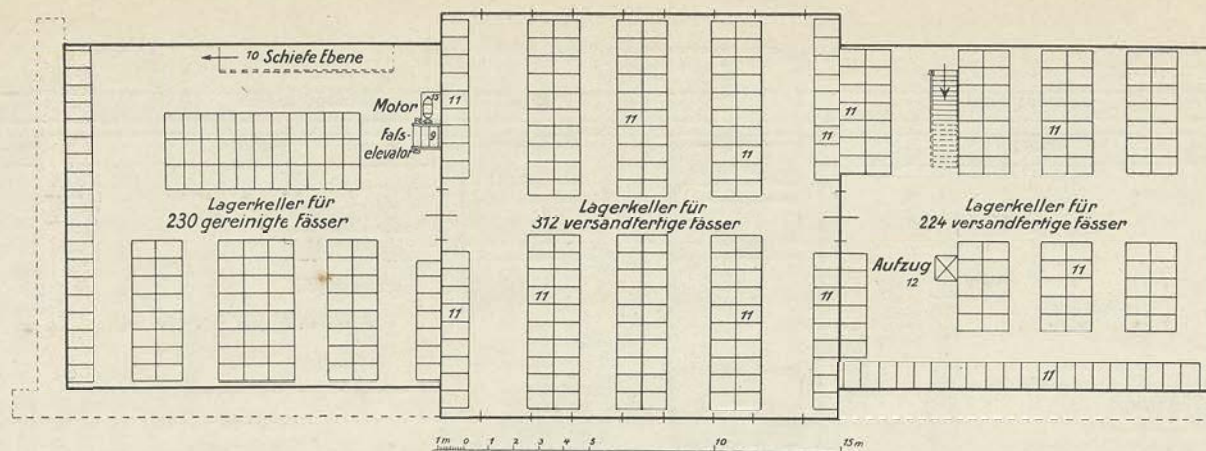 10 Schiefe Ebene
Motor
13
Faß-
elevator
9
11
11
11
11
11
11
Lagerkeller für
230 gereinigte Fässer
Lagerkeller für
312 versandfertige Fässer
Lagerkeller für
224 versandfertige Fässer
Aufzug
12
11
11
11
11
11
11
1 m 0 1 2 3 4 5 10 15 m